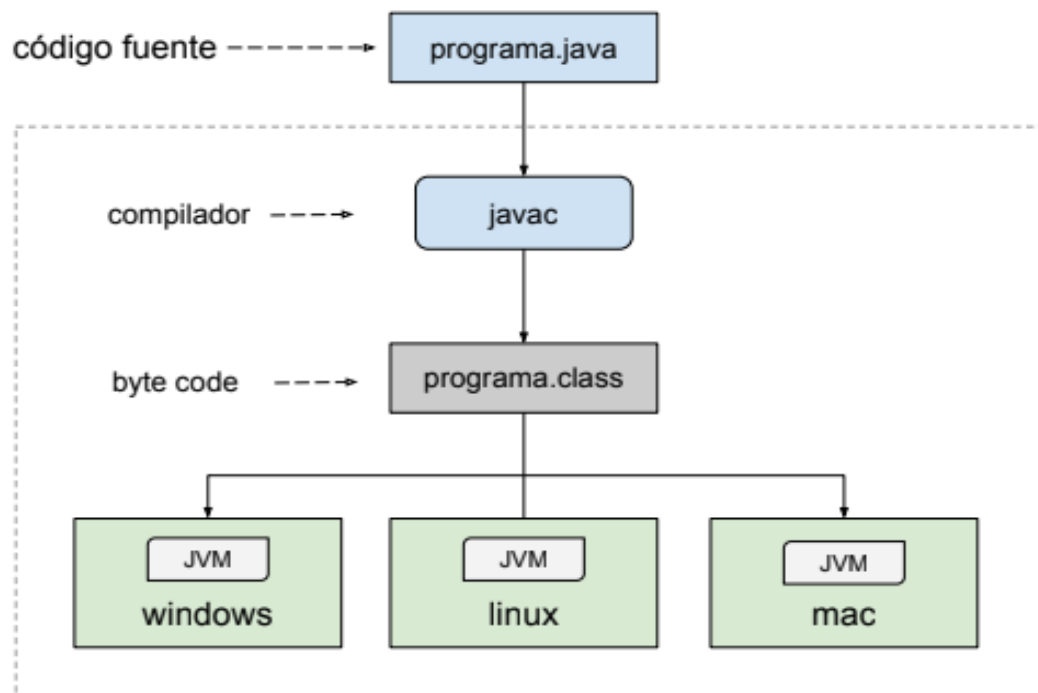 código fuente
programa.java
compilador
javac
byte code
programa.class
JVM
windows
JVM
linux
JVM
mac